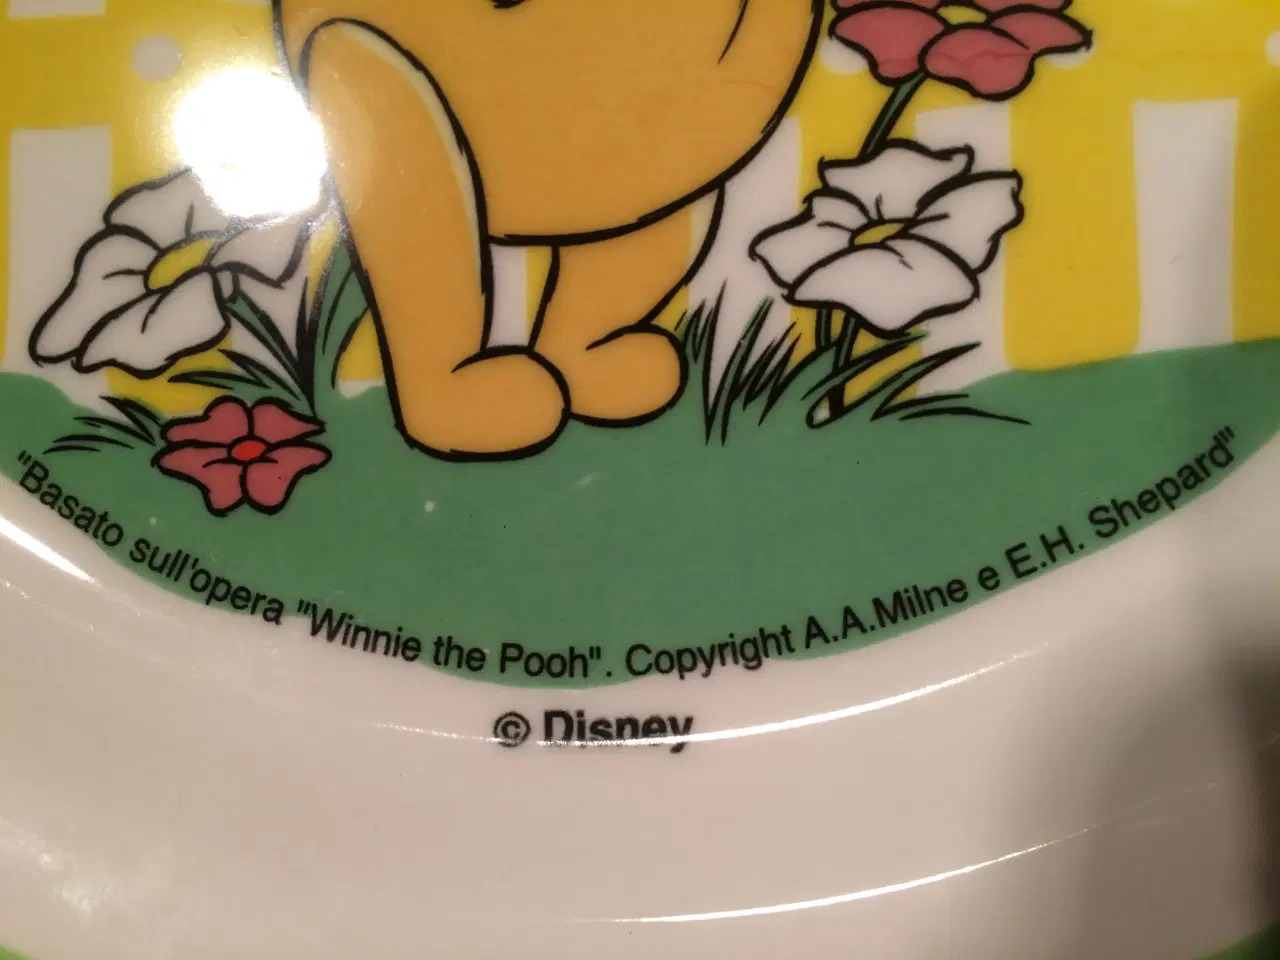 "Basato sull'opera "Winnie the Pooh". Copyright A.A.Milne e E.H. Shepard"
© Disney